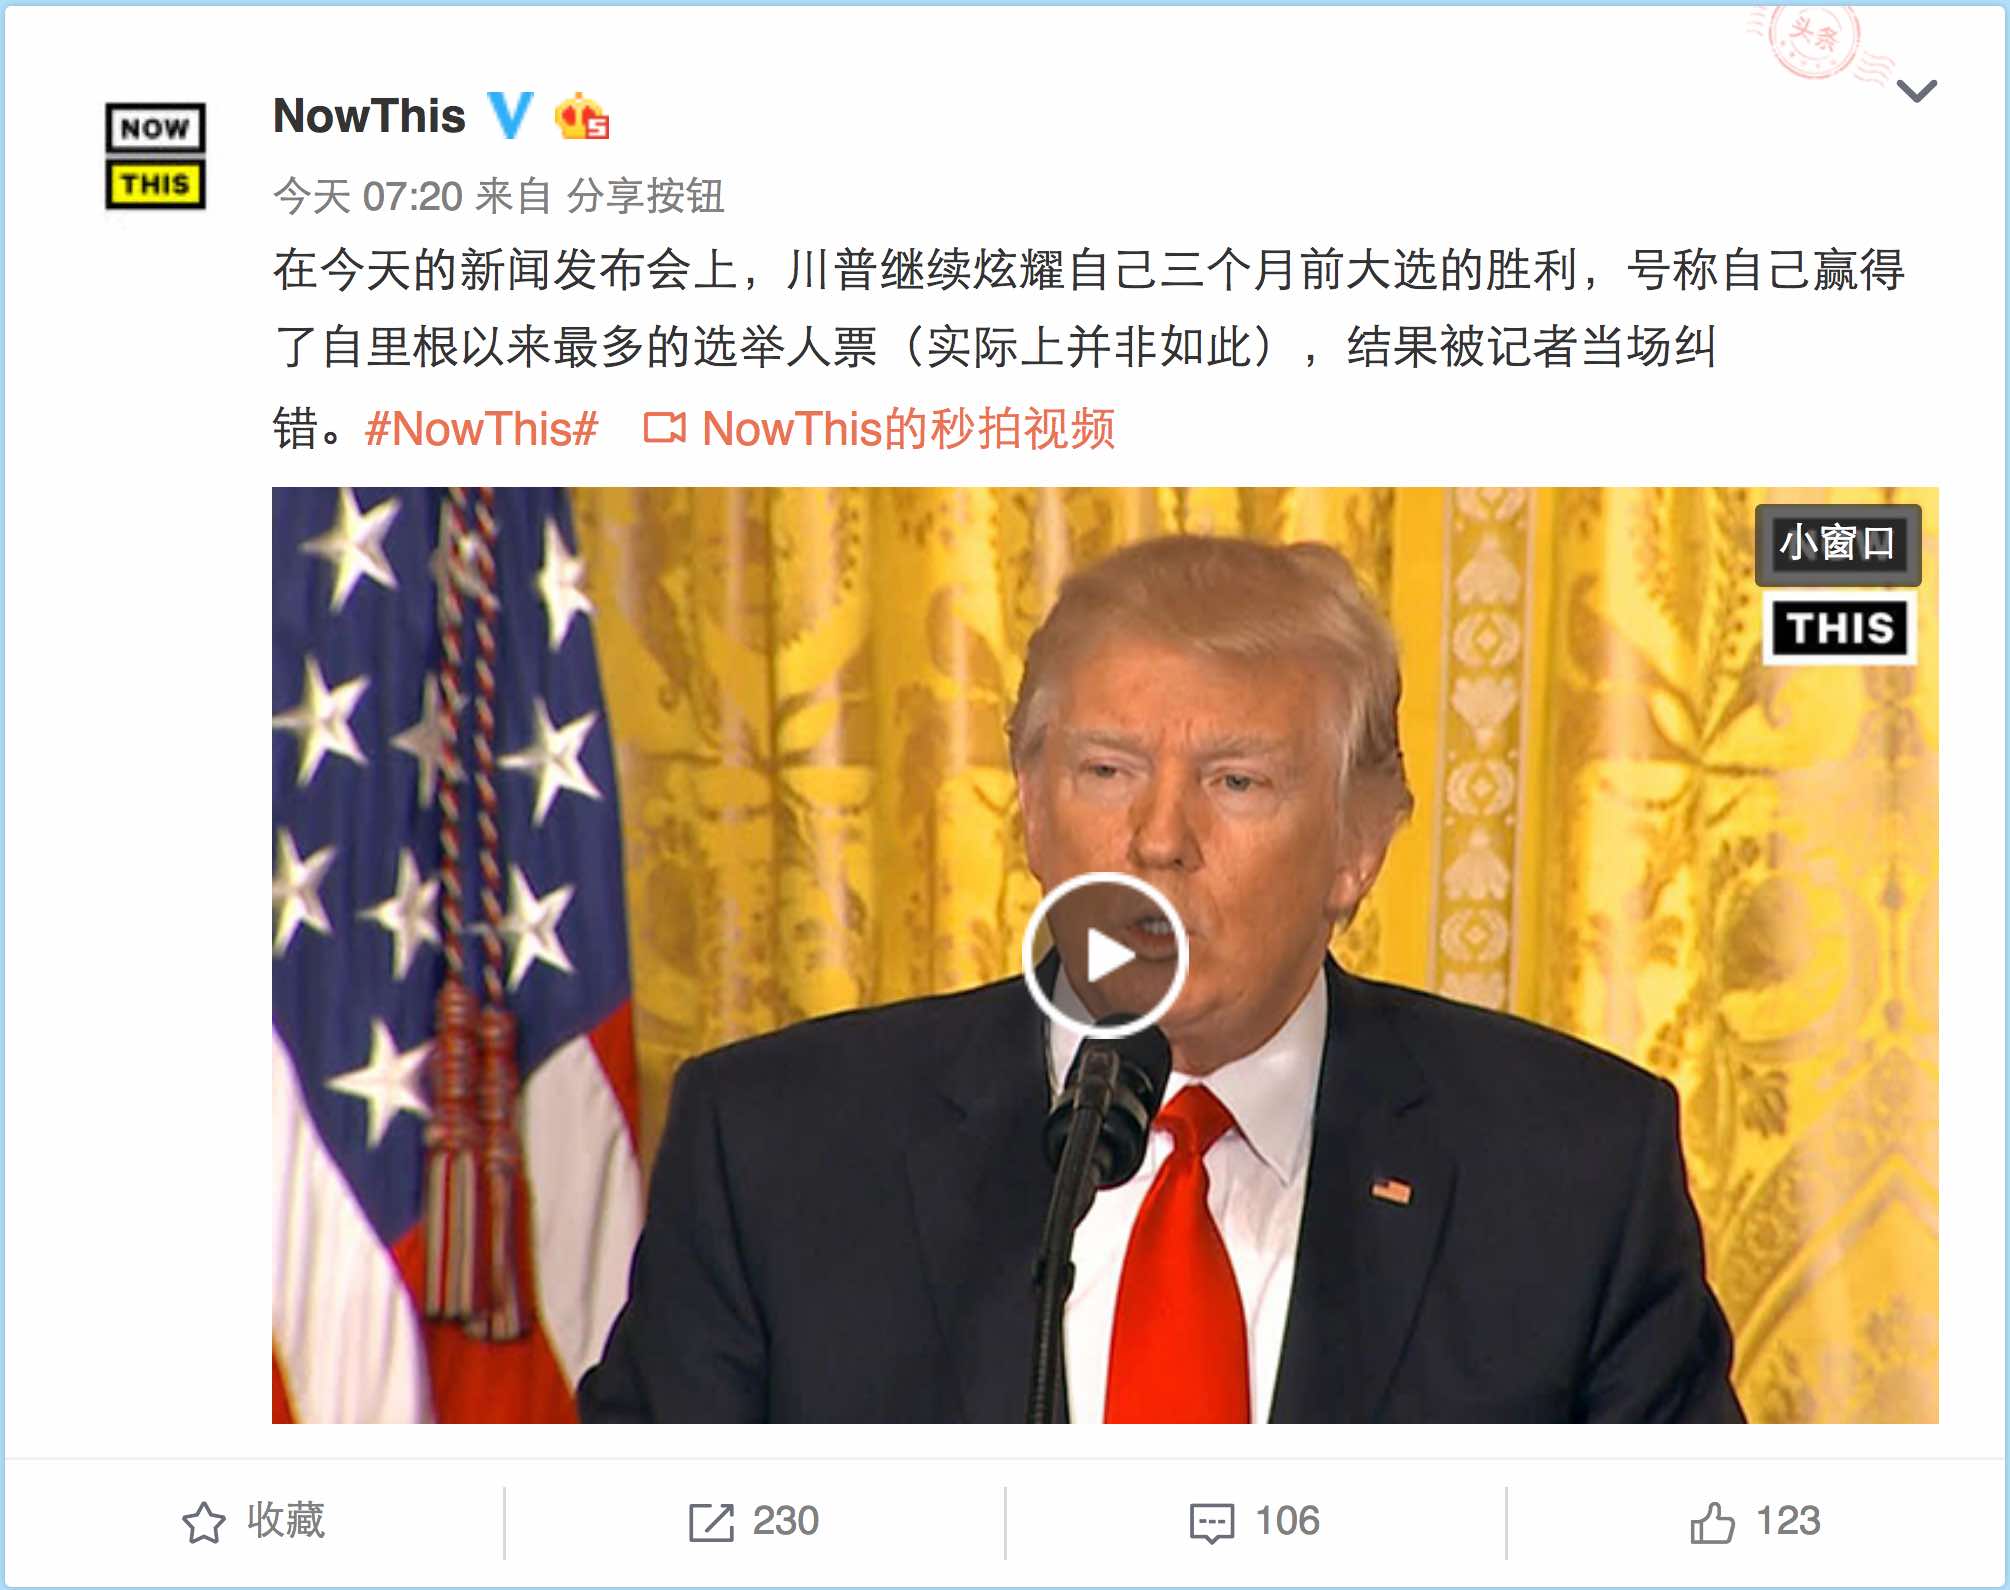 头条
NOW
THIS
NowThis
今天 07:20 来自 分享按钮
在今天的新闻发布会上，川普继续炫耀自己三个月前大选的胜利，号称自己赢得
了自里根以来最多的选举人票（实际上并非如此），结果被记者当场纠
错。#NowThis# NowThis的秒拍视频
小窗口
THIS
收藏
230
106
123